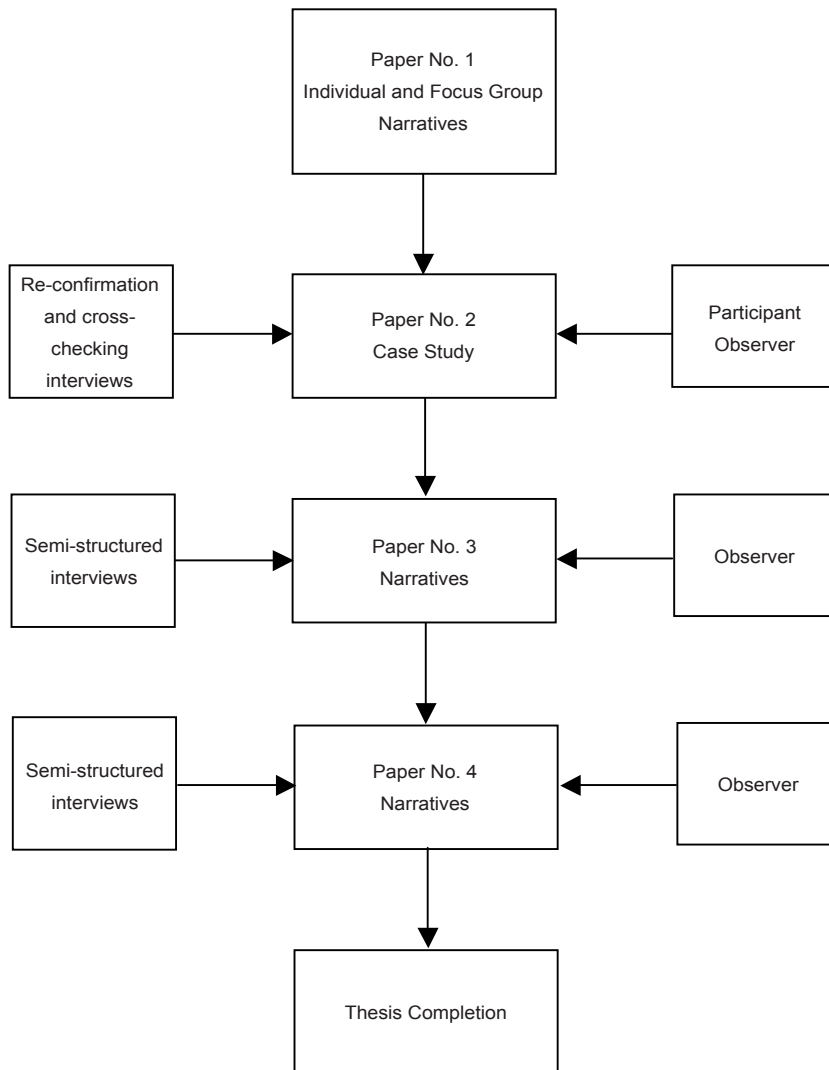 Paper No. 1
Individual and Focus Group
Narratives
Re-confirmation
and cross-
checking
interviews
Paper No. 2
Case Study
Participant
Observer
Semi-structured
interviews
Paper No. 3
Narratives
Observer
Semi-structured
interviews
Paper No. 4
Narratives
Observer
Thesis Completion